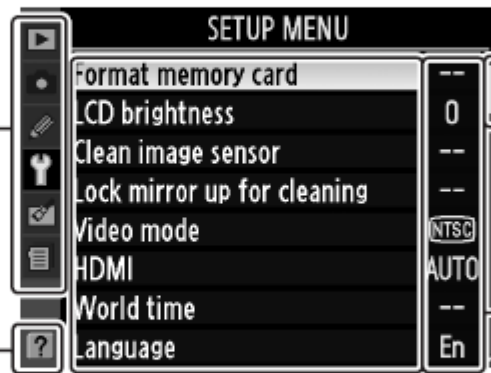 SETUP MENU
Format memory card --
LCD brightness 0
Clean image sensor --
Lock mirror up for cleaning --
Video mode NTSC
HDMI AUTO
World time --
? Language En